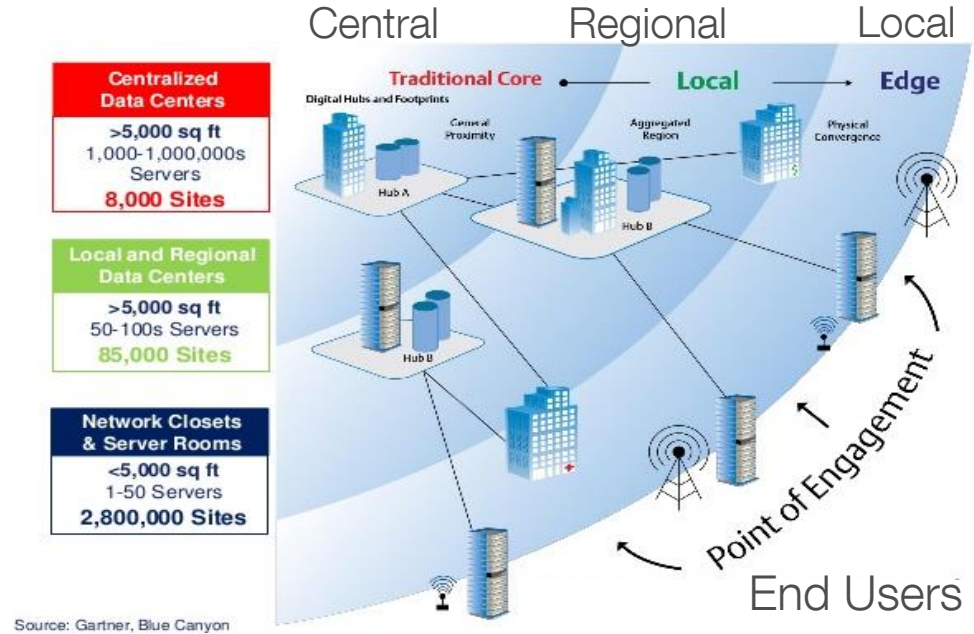 Central Regional Local
Traditional Core Local Edge
Digital Hubs and Footprints
General
Proximity
Aggregated
Region
Physical
Convergence
Hub A
Hub B
Hub B
Centralized
Data Centers
>5,000 sq ft
1,000-1,000,000s
Servers
8,000 Sites
Local and Regional
Data Centers
>5,000 sq ft
50-100s Servers
85,000 Sites
Network Closets
& Server Rooms
<5,000 sq ft
1-50 Servers
2,800,000 Sites
Point of Engagement
End Users
Source: Gartner, Blue Canyon